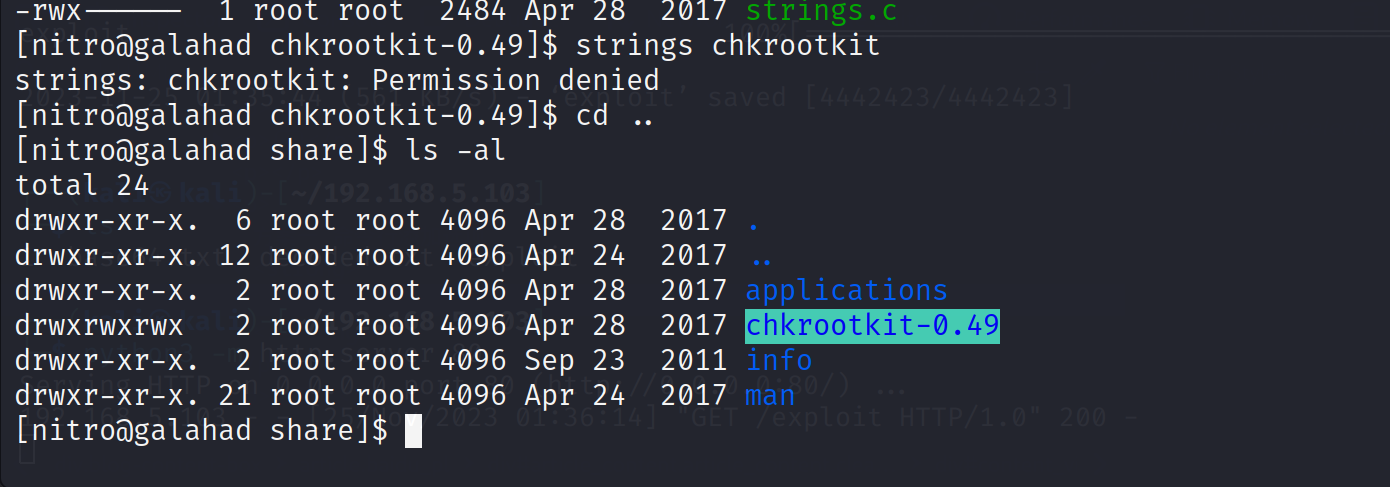 -rwx------  1 root root  2484 Apr 28  2017 strings.c
[nitro@galahad chkrootkit-0.49]$ strings chkrootkit
strings: chkrootkit: Permission denied
[nitro@galahad chkrootkit-0.49]$ cd ..
[nitro@galahad share]$ ls -al
total 24
drwxr-xr-x.  6 root root 4096 Apr 28  2017 .
drwxr-xr-x. 12 root root 4096 Apr 24  2017 ..
drwxr-xr-x.  2 root root 4096 Apr 28  2017 applications
drwxrwxrwx   2 root root 4096 Apr 28  2017 chkrootkit-0.49
drwxr-xr-x.  2 root root 4096 Sep 23  2011 info
drwxr-xr-x. 21 root root 4096 Apr 24  2017 man
[nitro@galahad share]$